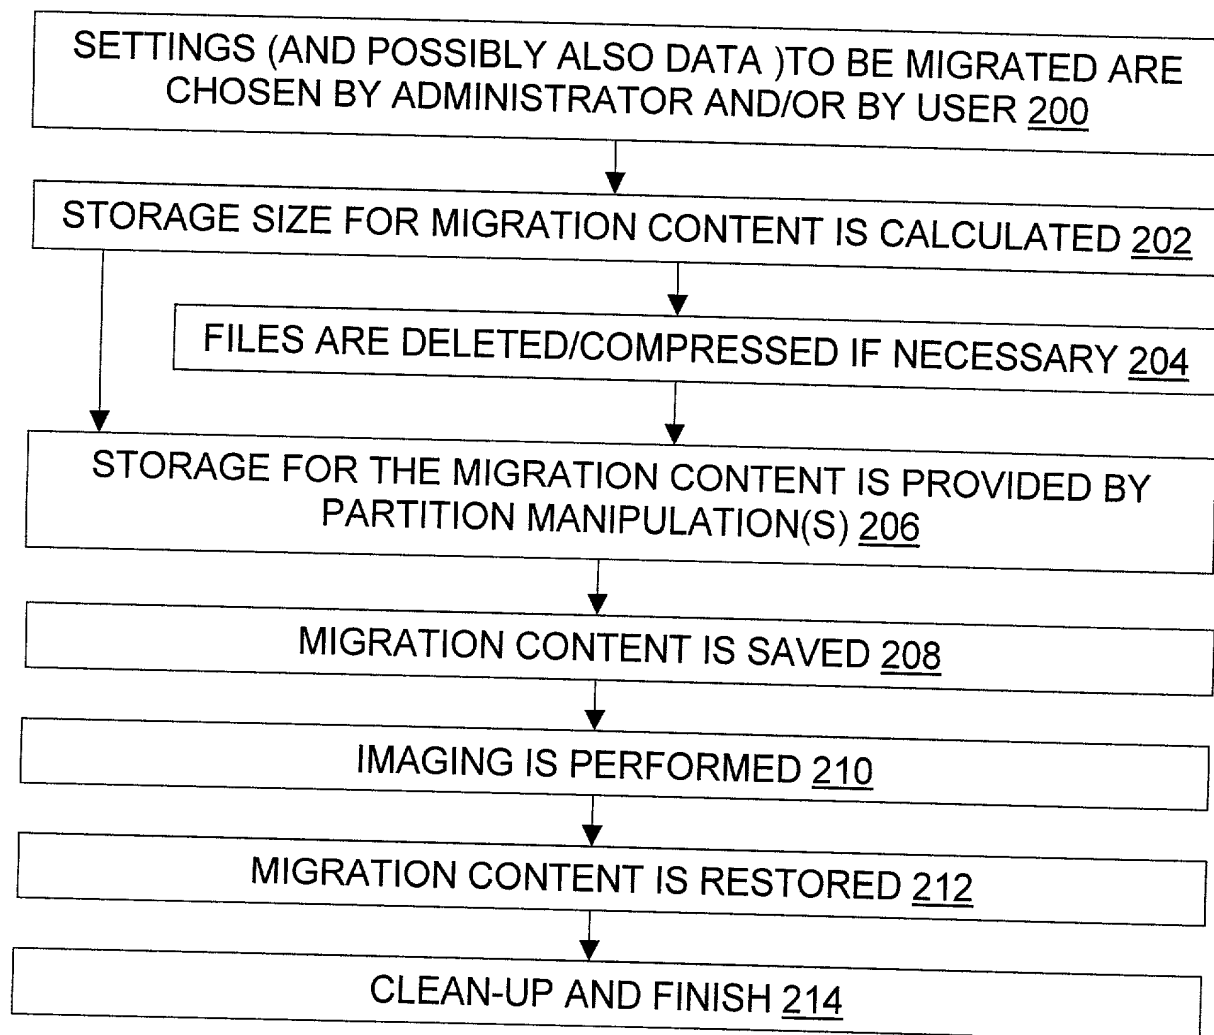 SETTINGS (AND POSSIBLY ALSO DATA )TO BE MIGRATED ARE
CHOSEN BY ADMINISTRATOR AND/OR BY USER 200
STORAGE SIZE FOR MIGRATION CONTENT IS CALCULATED 202
FILES ARE DELETED/COMPRESSED IF NECESSARY 204
STORAGE FOR THE MIGRATION CONTENT IS PROVIDED BY
PARTITION MANIPULATION(S) 206
MIGRATION CONTENT IS SAVED 208
IMAGING IS PERFORMED 210
MIGRATION CONTENT IS RESTORED 212
CLEAN-UP AND FINISH 214